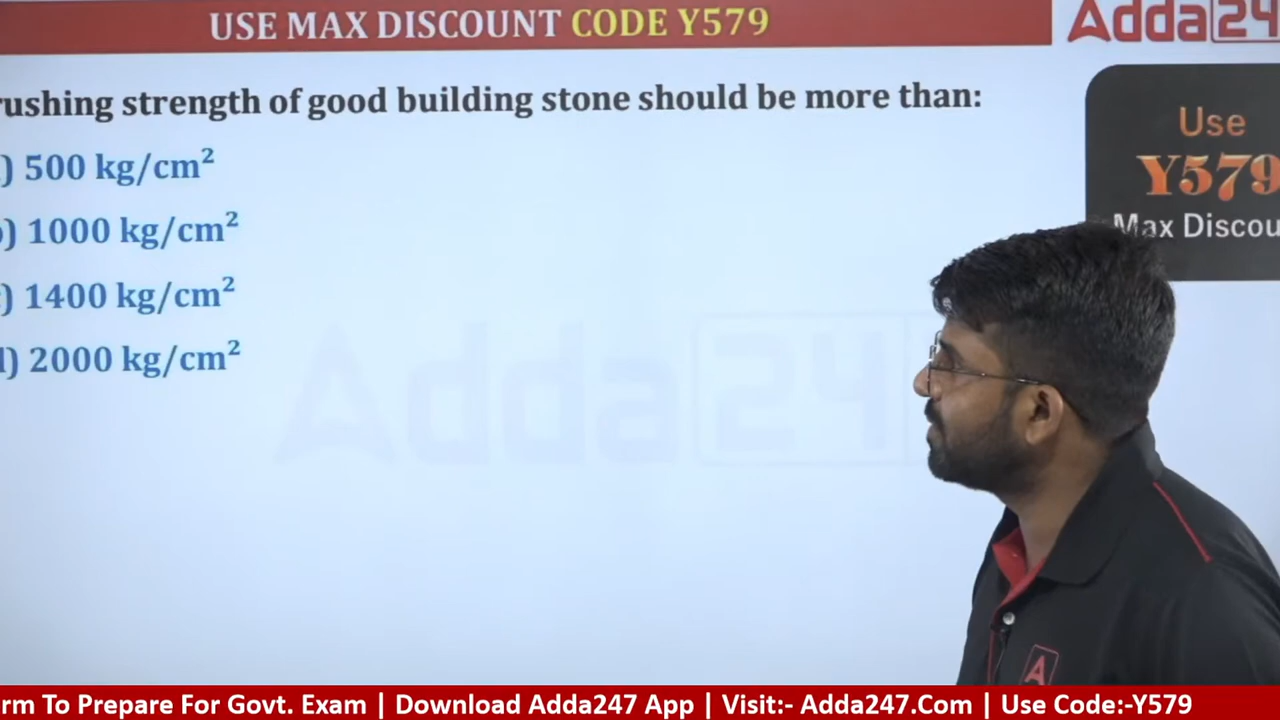 USE MAX DISCOUNT CODE Y579
Adda24
rushing strength of good building stone should be more than:
) 500 kg/cm²
) 1000 kg/cm²
) 1400 kg/cm²
) 2000 kg/cm²
Use
Y579
Max Discou
Adda24
A
rm To Prepare For Govt. Exam | Download Adda247 App | Visit:- Adda247.Com | Use Code:-Y579